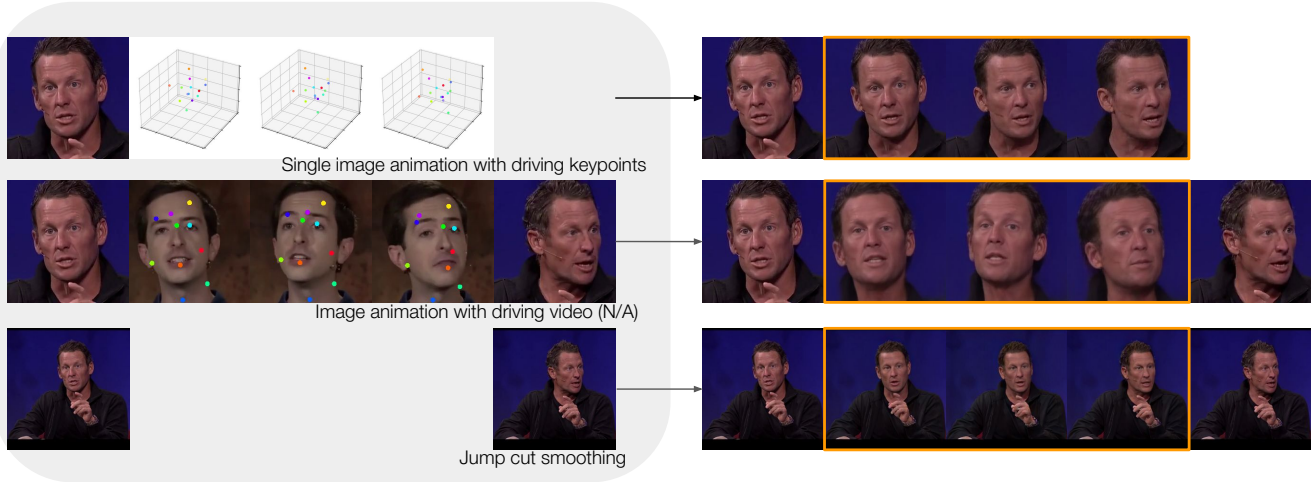 Single image animation with driving keypoints
Image animation with driving video (N/A)
Jump cut smoothing